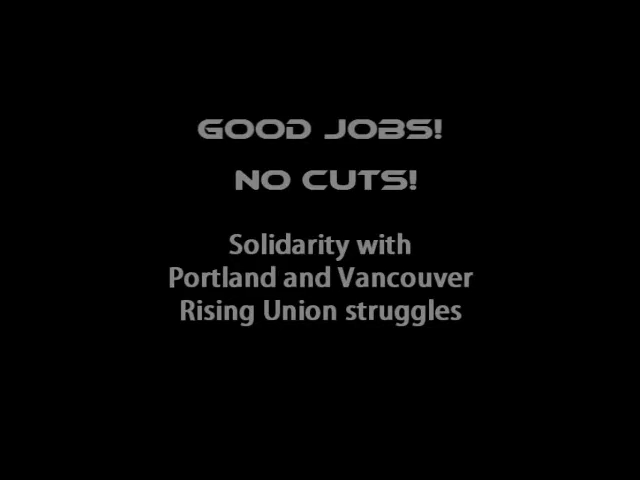 GOOD JOBS!
NO CUTS!
Solidarity with
Portland and Vancouver
Rising Union struggles